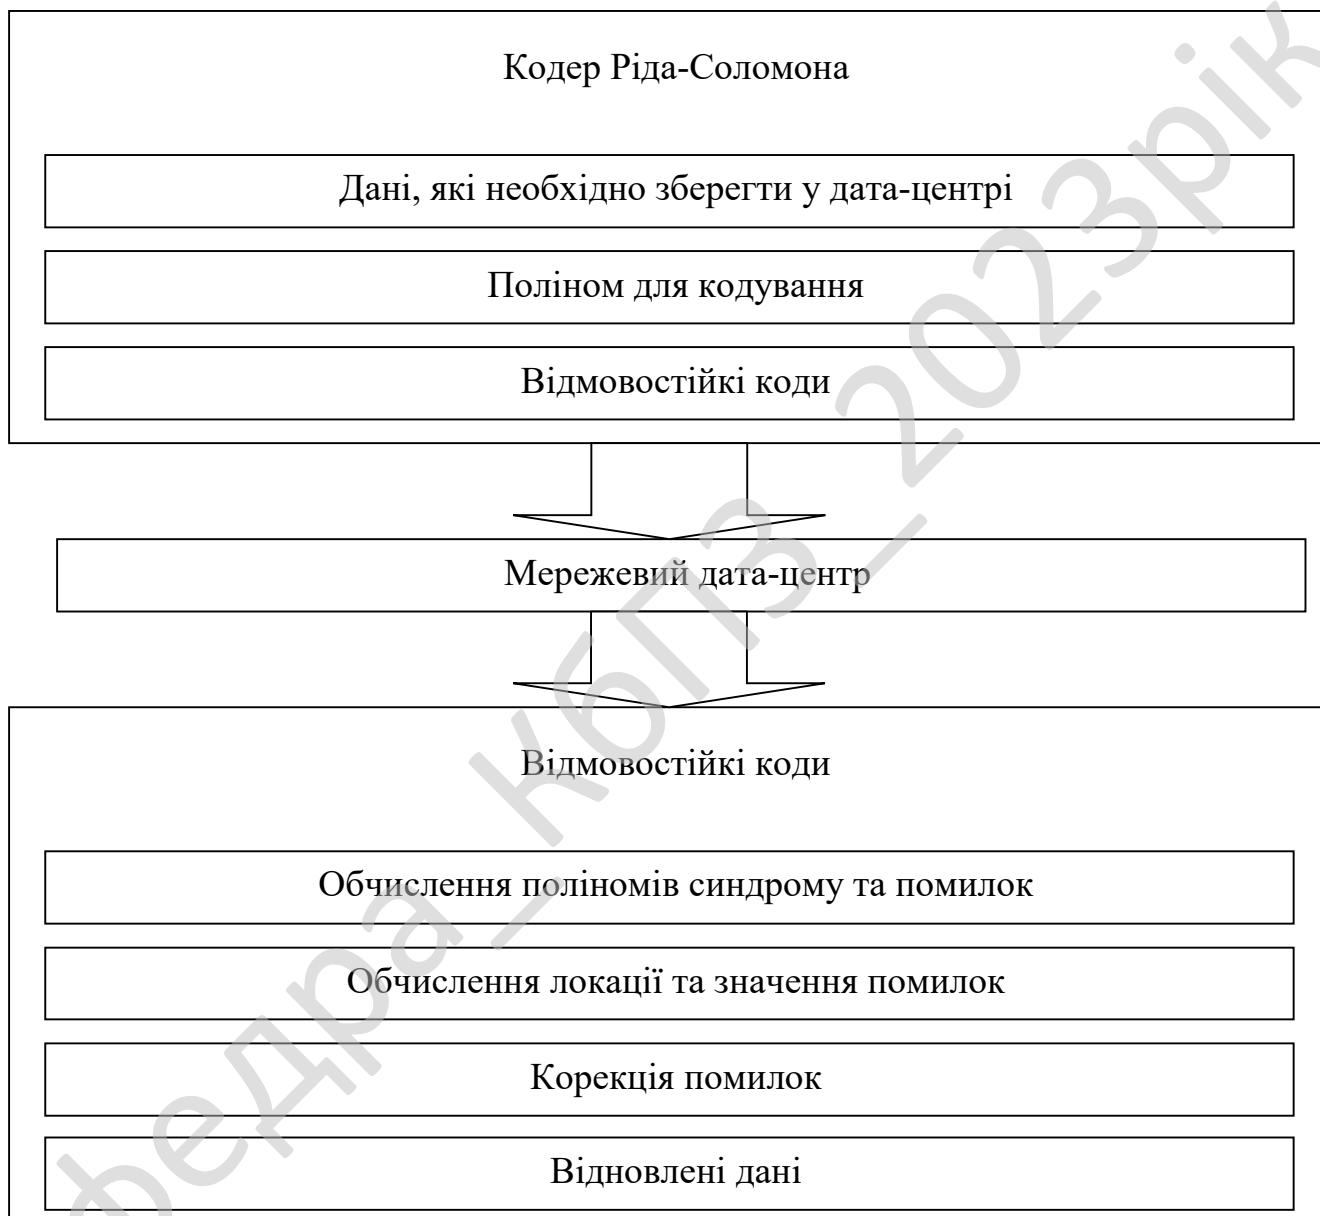 Кодер Ріда-Соломона
Дані, які необхідно зберегти у дата-центрі
Поліном для кодування
Відмовостійкі коди
Мережевий дата-центр
Відмовостійкі коди
Обчислення поліномів синдрому та помилок
Обчислення локації та значення помилок
Корекція помилок
Відновлені дані
федра_КбПЗ_2023рік